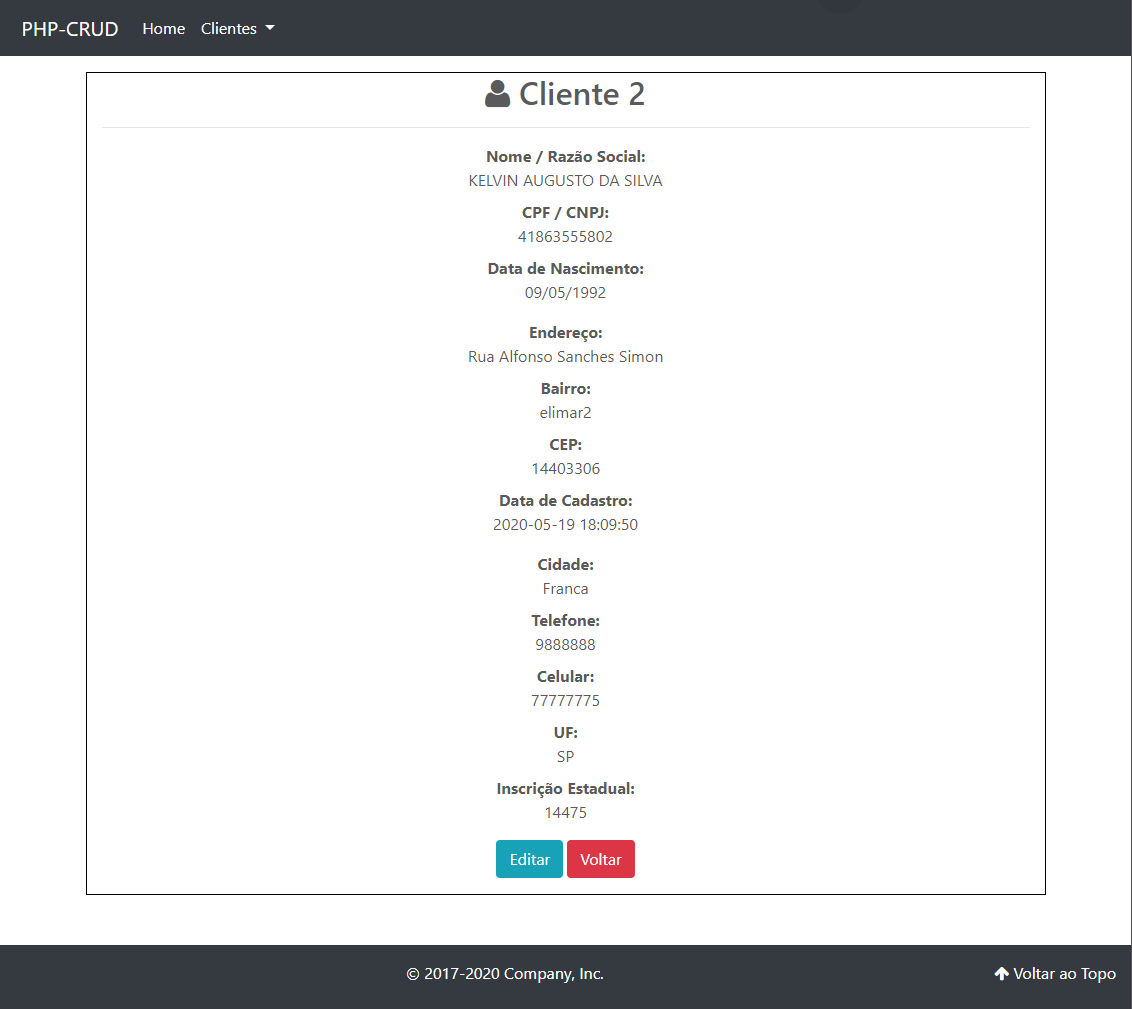 PHP-CRUD Home Clientes
Cliente 2
Nome / Razão Social:
KELVIN AUGUSTO DA SILVA
CPF / CNPJ:
41863555802
Data de Nascimento:
09/05/1992
Endereço:
Rua Alfonso Sanches Simon
Bairro:
elimar2
CEP:
14403306
Data de Cadastro:
2020-05-19 18:09:50
Cidade:
Franca
Telefone:
9888888
Celular:
77777775
UF:
SP
Inscrição Estadual:
14475
Editar Voltar
© 2017-2020 Company, Inc. Voltar ao Topo